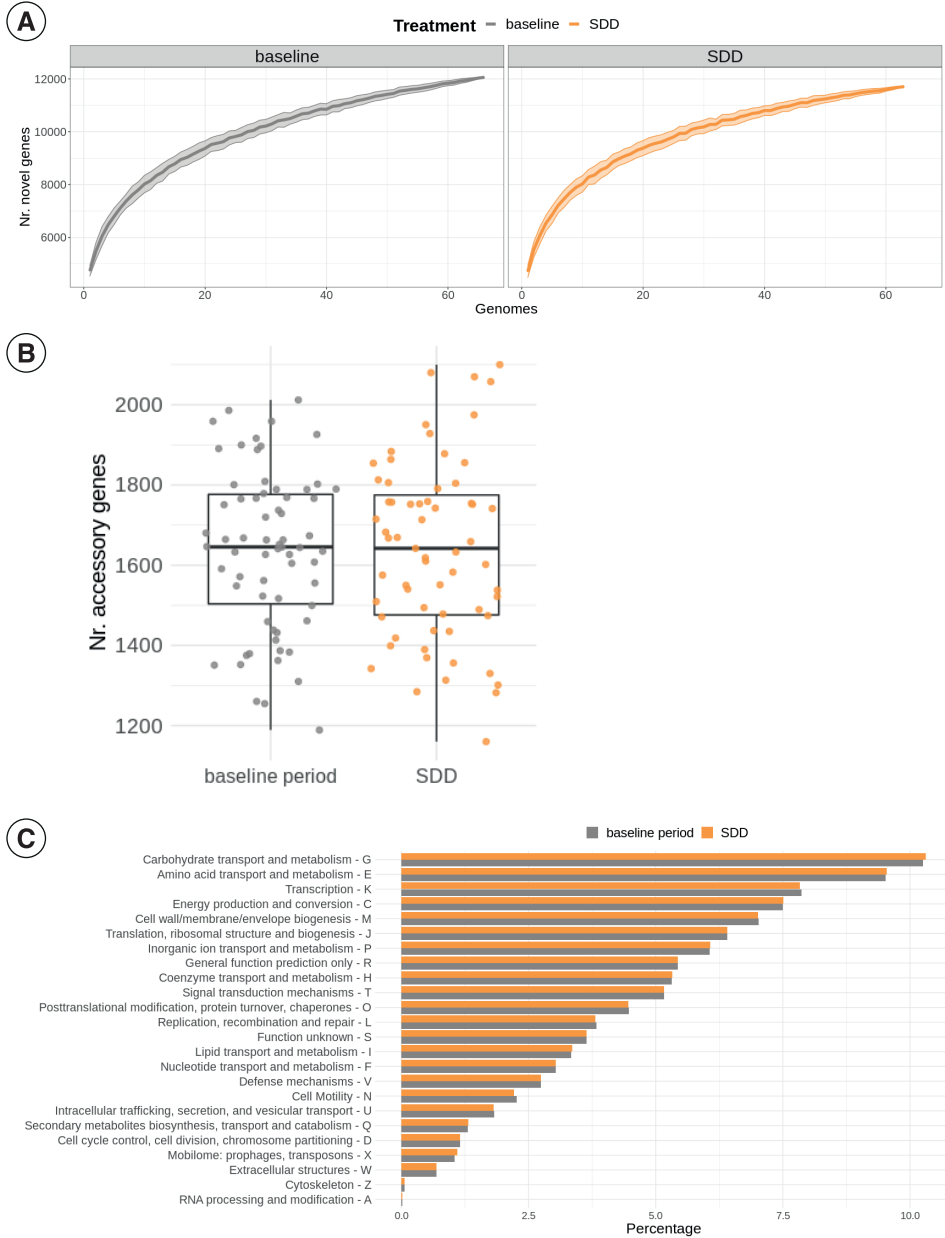 A
Treatment baseline SDD
baseline SDD
Nr. novel genes
12000
10000
8000
6000
0 20 40 60 0 20 40 60
Genomes
B
Nr. accessory genes
2000
1800
1600
1400
1200
baseline period SDD
C
baseline period SDD
Carbohydrate transport and metabolism - G
Amino acid transport and metabolism - E
Transcription - K
Energy production and conversion - C
Cell wall/membrane/envelope biogenesis - M
Translation, ribosomal structure and biogenesis - J
Inorganic ion transport and metabolism - P
General function prediction only - R
Coenzyme transport and metabolism - H
Signal transduction mechanisms - T
Posttranslational modification, protein turnover, chaperones - O
Replication, recombination and repair - L
Function unknown - S
Lipid transport and metabolism - I
Nucleotide transport and metabolism - F
Defense mechanisms - V
Cell Motility - N
Intracellular trafficking, secretion, and vesicular transport - U
Secondary metabolites biosynthesis, transport and catabolism - Q
Cell cycle control, cell division, chromosome partitioning - D
Mobilome: prophages, transposons - X
Extracellular structures - W
Cytoskeleton - Z
RNA processing and modification - A
0.0 2.5 5.0 7.5 10.0
Percentage